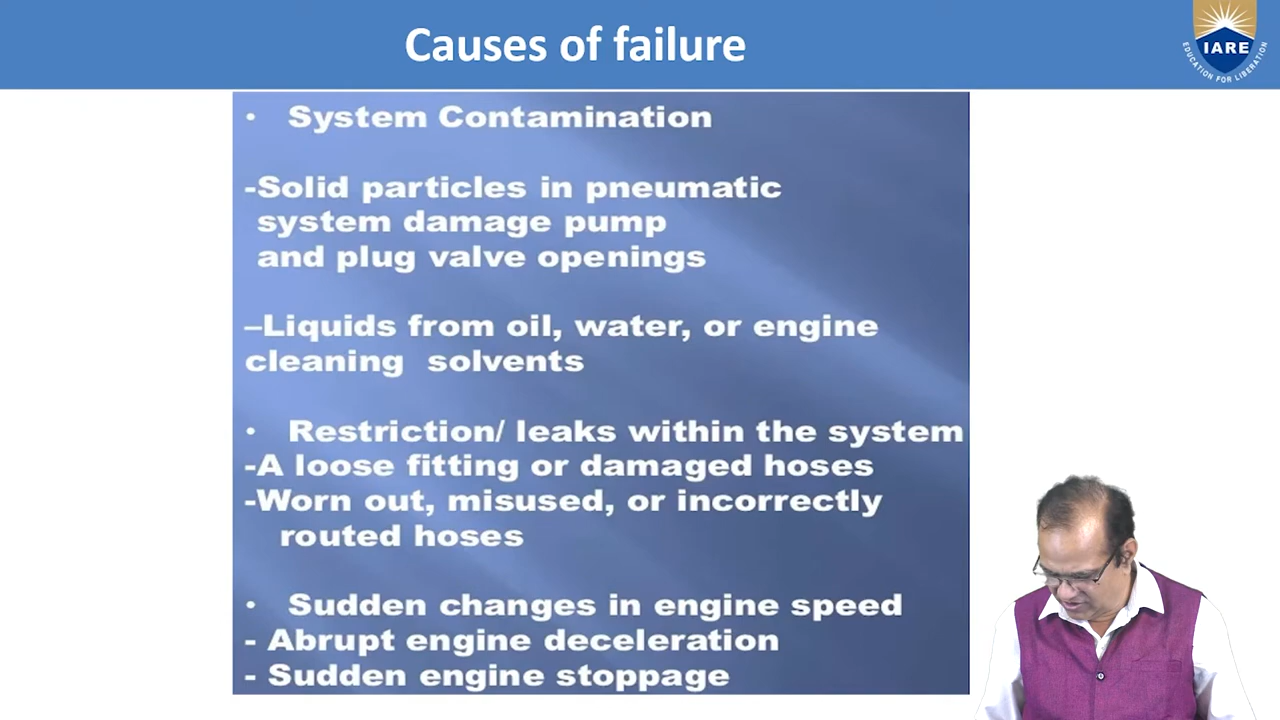 Causes of failure
IARE
EDUCATION FOR LIBERATION
• System Contamination
-Solid particles in pneumatic
system damage pump
and plug valve openings
–Liquids from oil, water, or engine
cleaning solvents
• Restriction/ leaks within the system
-A loose fitting or damaged hoses
-Worn out, misused, or incorrectly
routed hoses
• Sudden changes in engine speed
- Abrupt engine deceleration
- Sudden engine stoppage